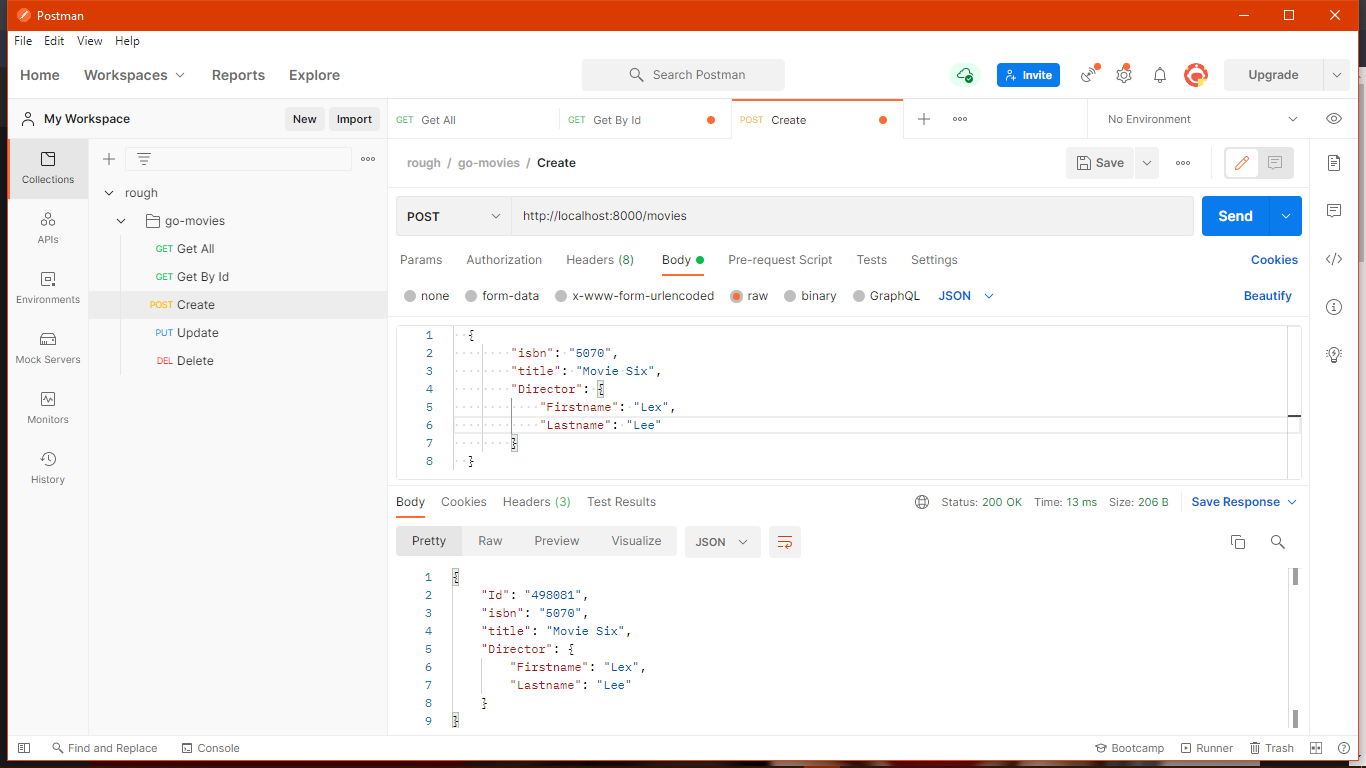 Postman
File Edit View Help
Home Workspaces Reports Explore Search Postman Invite Upgrade
My Workspace New Import GET Get All GET Get By Id POST Create No Environment
Collections
APIs
Environments
Mock Servers
Monitors
History
rough
go-movies
GET Get All
GET Get By Id
POST Create
PUT Update
DEL Delete
rough / go-movies / Create Save
POST http://localhost:8000/movies Send
Params Authorization Headers (8) Body Pre-request Script Tests Settings Cookies
none form-data x-www-form-urlencoded raw binary GraphQL JSON Beautify
1 {
2 "isbn": "5070",
3 "title": "Movie Six",
4 "Director": {
5 "Firstname": "Lex",
6 "Lastname": "Lee"
7 }
8 }
Body Cookies Headers (3) Test Results Status: 200 OK Time: 13 ms Size: 206 B Save Response
Pretty Raw Preview Visualize JSON
1 {
2 "Id": "498081",
3 "isbn": "5070",
4 "title": "Movie Six",
5 "Director": {
6 "Firstname": "Lex",
7 "Lastname": "Lee"
8 }
9 }
Find and Replace Console Bootcamp Runner Trash